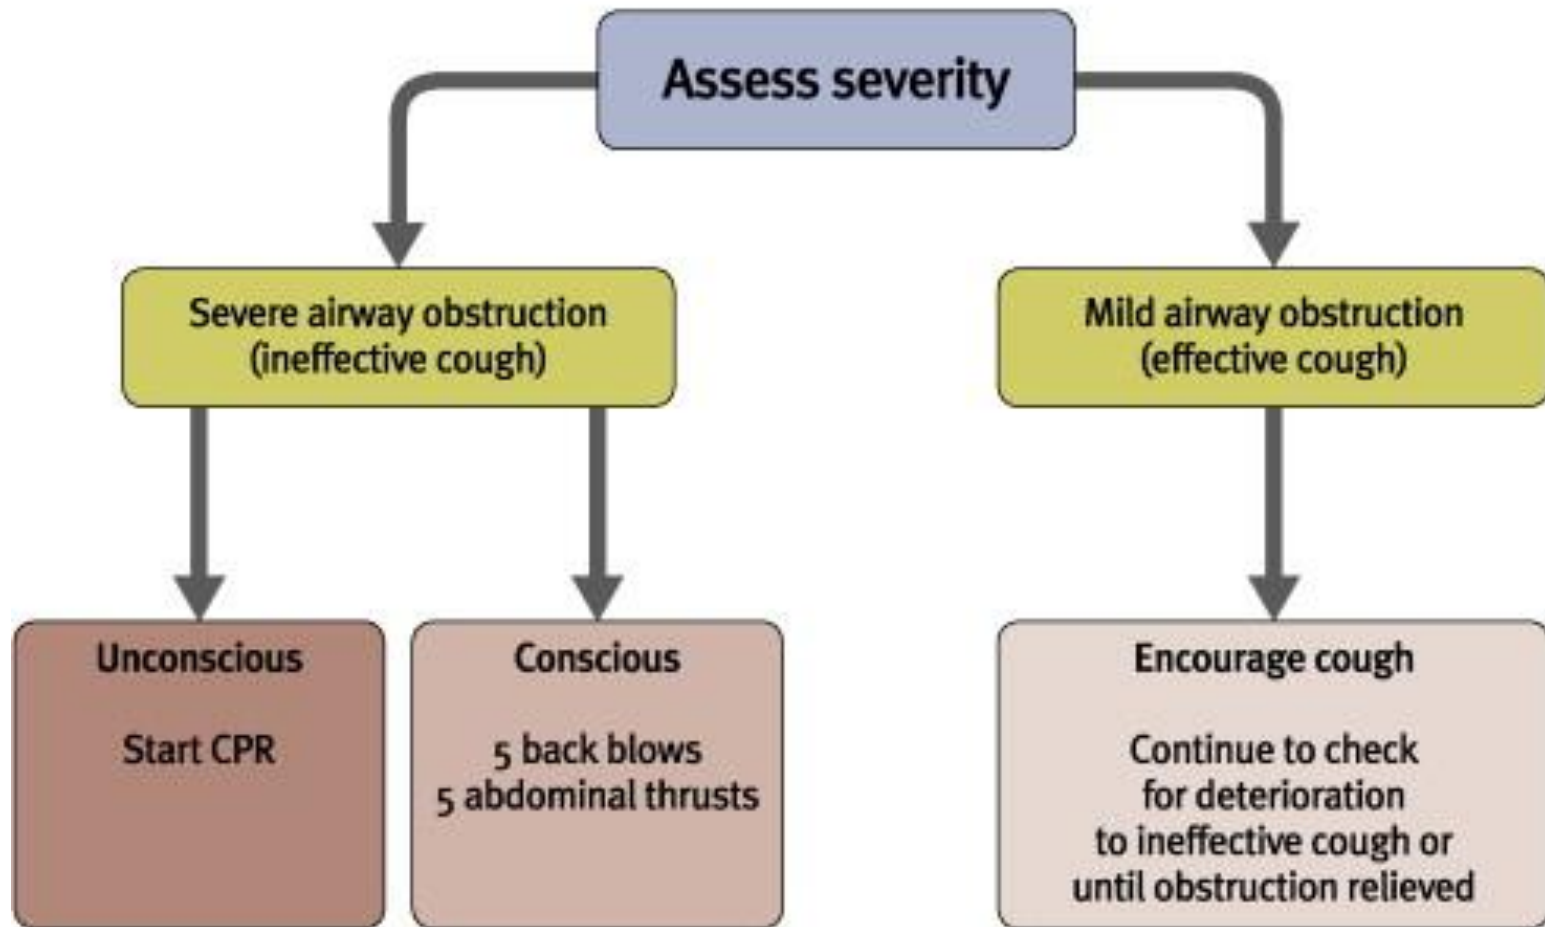 Assess severity
Severe airway obstruction
(ineffective cough)
Mild airway obstruction
(effective cough)
Unconscious
Start CPR
Conscious
5 back blows
5 abdominal thrusts
Encourage cough
Continue to check
for deterioration
to ineffective cough or
until obstruction relieved